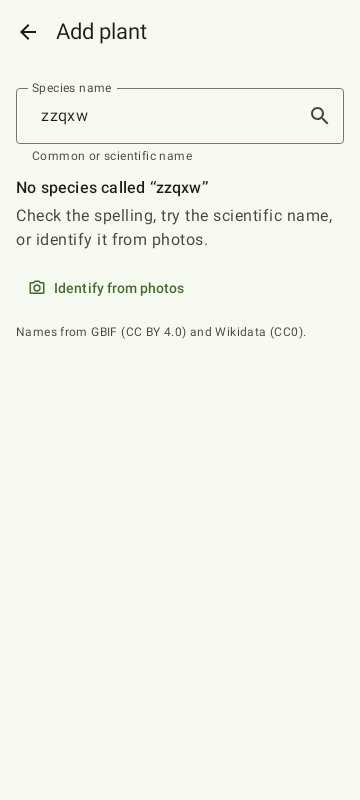 Add plant
Species name
zzqxw
Common or scientific name
No species called “zzqxw”
Check the spelling, try the scientific name,
or identify it from photos.
Identify from photos
Names from GBIF (CC BY 4.0) and Wikidata (CC0).